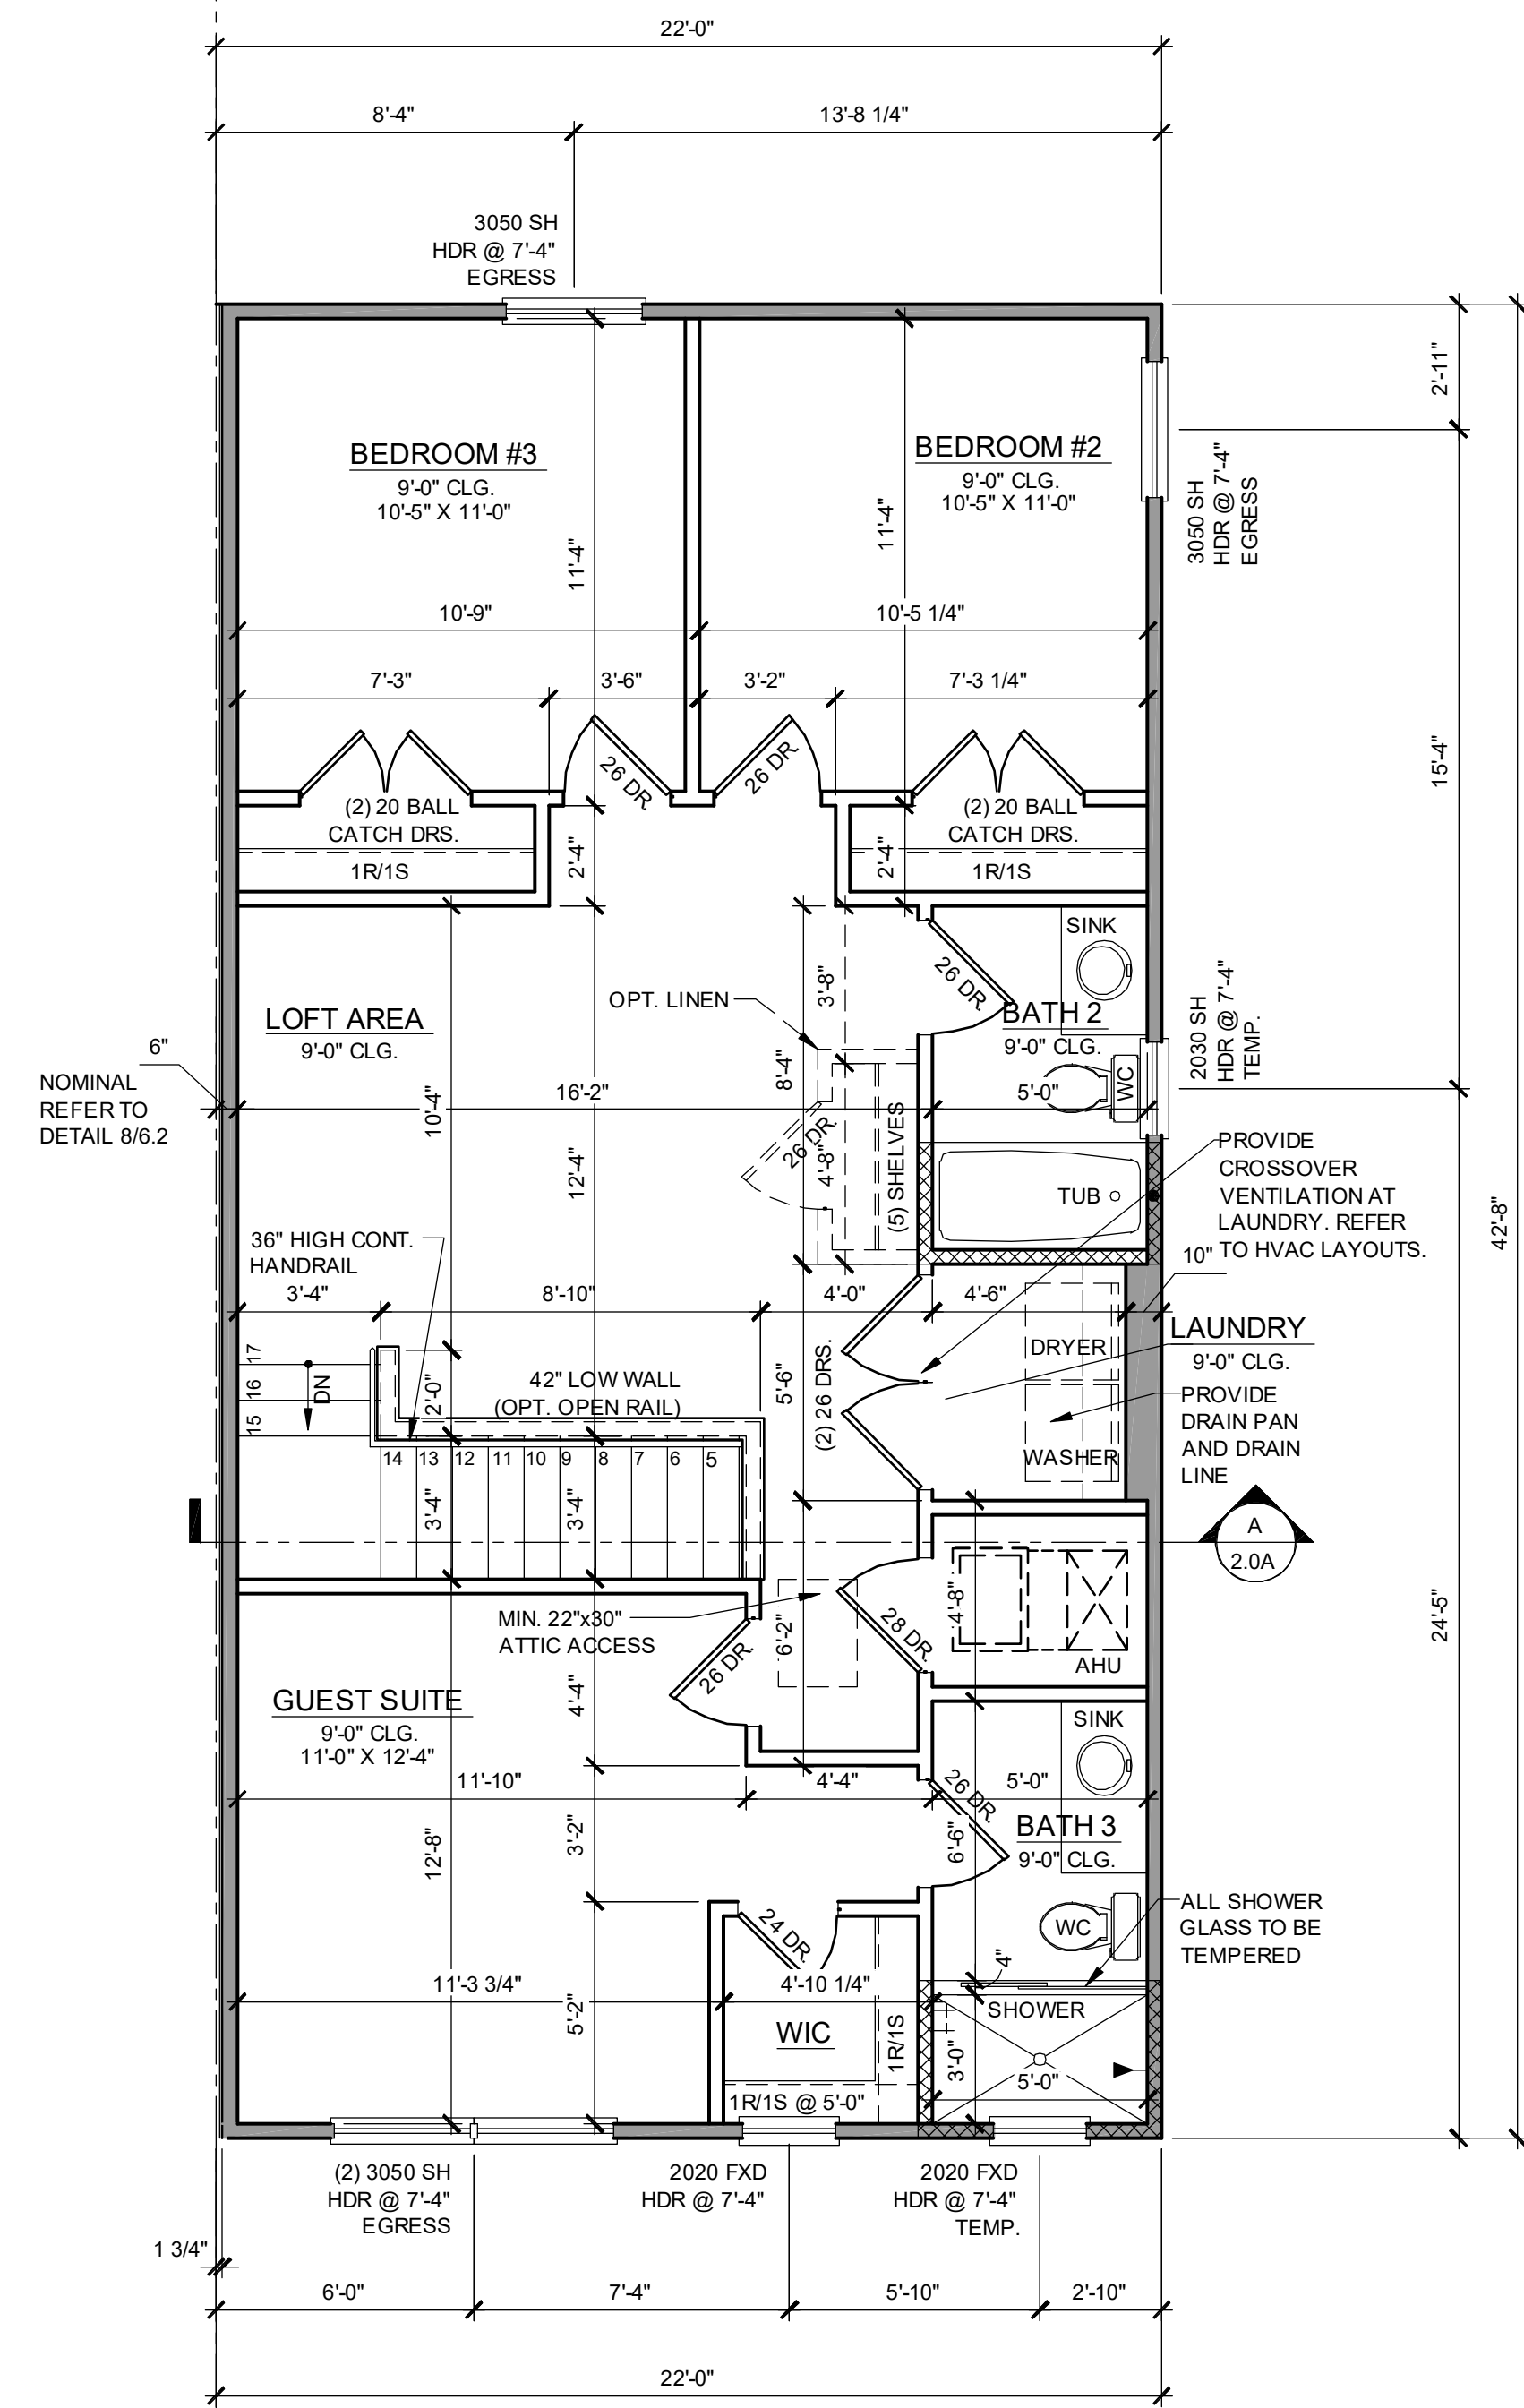 22'-0"
8'-4"
13'-8 1/4"
3050 SH
HDR @ 7'-4"
EGRESS
2'-11"
BEDROOM #3
9'-0" CLG.
10'-5" X 11'-0"
BEDROOM #2
9'-0" CLG.
10'-5" X 11'-0"
3050 SH
HDR @ 7'-4"
EGRESS
11'-4"
11'-4"
10'-9"
10'-5 1/4"
7'-3"
3'-6"
3'-2"
7'-3 1/4"
15'-4"
26 DR.
26 DR.
(2) 20 BALL
CATCH DRS.
1R/1S
2'-4"
2'-4"
(2) 20 BALL
CATCH DRS.
1R/1S
SINK
26 DR.
3'-8"
OPT. LINEN
LOFT AREA
9'-0" CLG.
BATH 2
9'-0" CLG.
2030 SH
HDR @ 7'-4"
TEMP.
6"
NOMINAL
REFER TO
DETAIL 8/6.2
8'-4"
16'-2"
5'-0"
WC
10'-4"
12'-4"
26 DR.
4'-8"
(5) SHELVES
TUB
PROVIDE
CROSSOVER
VENTILATION AT
LAUNDRY. REFER
TO HVAC LAYOUTS.
42'-8"
36" HIGH CONT.
HANDRAIL
10"
3'-4"
8'-10"
4'-0"
4'-6"
LAUNDRY
9'-0" CLG.
DRYER
17
16
15
DN
2'-0"
42" LOW WALL
(OPT. OPEN RAIL)
5'-6"
(2) 26 DRS.
PROVIDE
DRAIN PAN
AND DRAIN
LINE
WASHER
14
13
12
11
10
9
8
7
6
5
3'-4"
3'-4"
A
2.0A
MIN. 22"x30"
ATTIC ACCESS
6'-2"
28 DR.
4'-8"
AHU
24'-5"
26 DR.
GUEST SUITE
9'-0" CLG.
11'-0" X 12'-4"
4'-4"
SINK
11'-10"
4'-4"
26 DR.
5'-0"
12'-8"
3'-2"
6'-6"
BATH 3
9'-0" CLG.
WC
ALL SHOWER
GLASS TO BE
TEMPERED
24 DR.
4"
11'-3 3/4"
4'-10 1/4"
5'-2"
WIC
1R/1S
SHOWER
3'-0"
5'-0"
1R/1S @ 5'-0"
(2) 3050 SH
HDR @ 7'-4"
EGRESS
2020 FXD
HDR @ 7'-4"
2020 FXD
HDR @ 7'-4"
TEMP.
1 3/4"
6'-0"
7'-4"
5'-10"
2'-10"
22'-0"